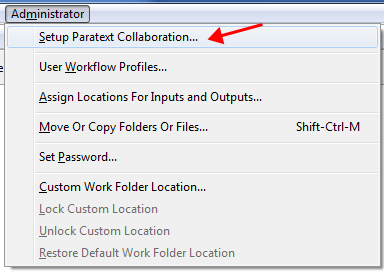 Administrator
Setup Paratext Collaboration...
User Workflow Profiles...
Assign Locations For Inputs and Outputs...
Move Or Copy Folders Or Files... Shift-Ctrl-M
Set Password...
Custom Work Folder Location...
Lock Custom Location
Unlock Custom Location
Restore Default Work Folder Location